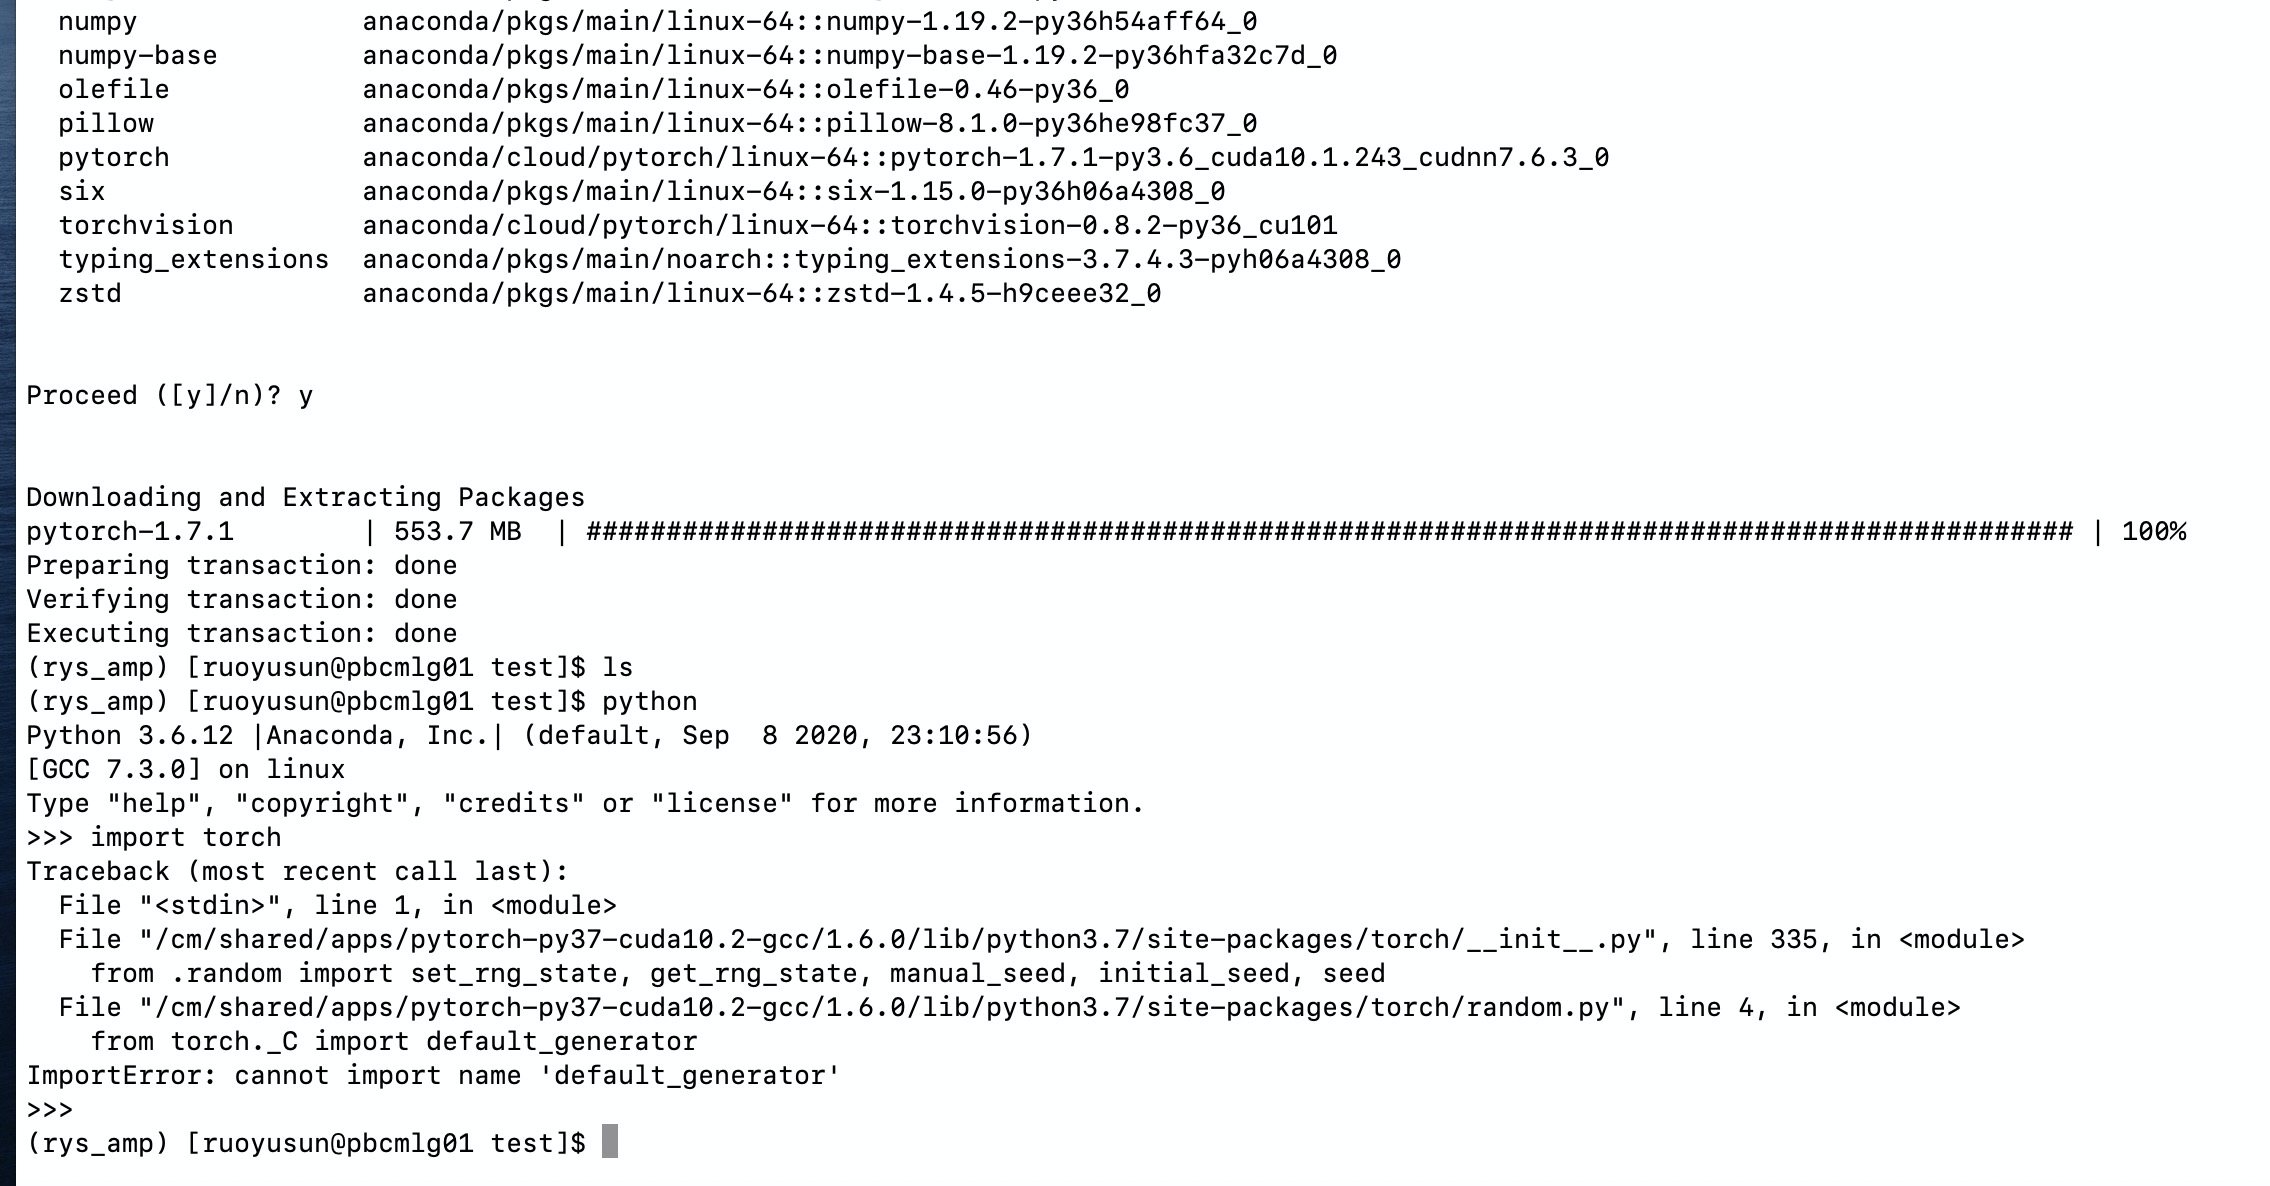 numpy anaconda/pkgs/main/linux-64::numpy-1.19.2-py36h54aff64_0
numpy-base anaconda/pkgs/main/linux-64::numpy-base-1.19.2-py36hfa32c7d_0
olefile anaconda/pkgs/main/linux-64::olefile-0.46-py36_0
pillow anaconda/pkgs/main/linux-64::pillow-8.1.0-py36he98fc37_0
pytorch anaconda/cloud/pytorch/linux-64::pytorch-1.7.1-py3.6_cuda10.1.243_cudnn7.6.3_0
six anaconda/pkgs/main/linux-64::six-1.15.0-py36h06a4308_0
torchvision anaconda/cloud/pytorch/linux-64::torchvision-0.8.2-py36_cu101
typing_extensions anaconda/pkgs/main/noarch::typing_extensions-3.7.4.3-pyh06a4308_0
zstd anaconda/pkgs/main/linux-64::zstd-1.4.5-h9ceee32_0
Proceed ([y]/n)? y
Downloading and Extracting Packages
pytorch-1.7.1 | 553.7 MB | ############################################################################################# | 100%
Preparing transaction: done
Verifying transaction: done
Executing transaction: done
(rys_amp) [ruoyusun@pbcmlg01 test]$ ls
(rys_amp) [ruoyusun@pbcmlg01 test]$ python
Python 3.6.12 |Anaconda, Inc.| (default, Sep  8 2020, 23:10:56)
[GCC 7.3.0] on linux
Type "help", "copyright", "credits" or "license" for more information.
>>> import torch
Traceback (most recent call last):
  File "<stdin>", line 1, in <module>
  File "/cm/shared/apps/pytorch-py37-cuda10.2-gcc/1.6.0/lib/python3.7/site-packages/torch/__init__.py", line 335, in <module>
    from .random import set_rng_state, get_rng_state, manual_seed, initial_seed, seed
  File "/cm/shared/apps/pytorch-py37-cuda10.2-gcc/1.6.0/lib/python3.7/site-packages/torch/random.py", line 4, in <module>
    from torch._C import default_generator
ImportError: cannot import name 'default_generator'
>>>
(rys_amp) [ruoyusun@pbcmlg01 test]$